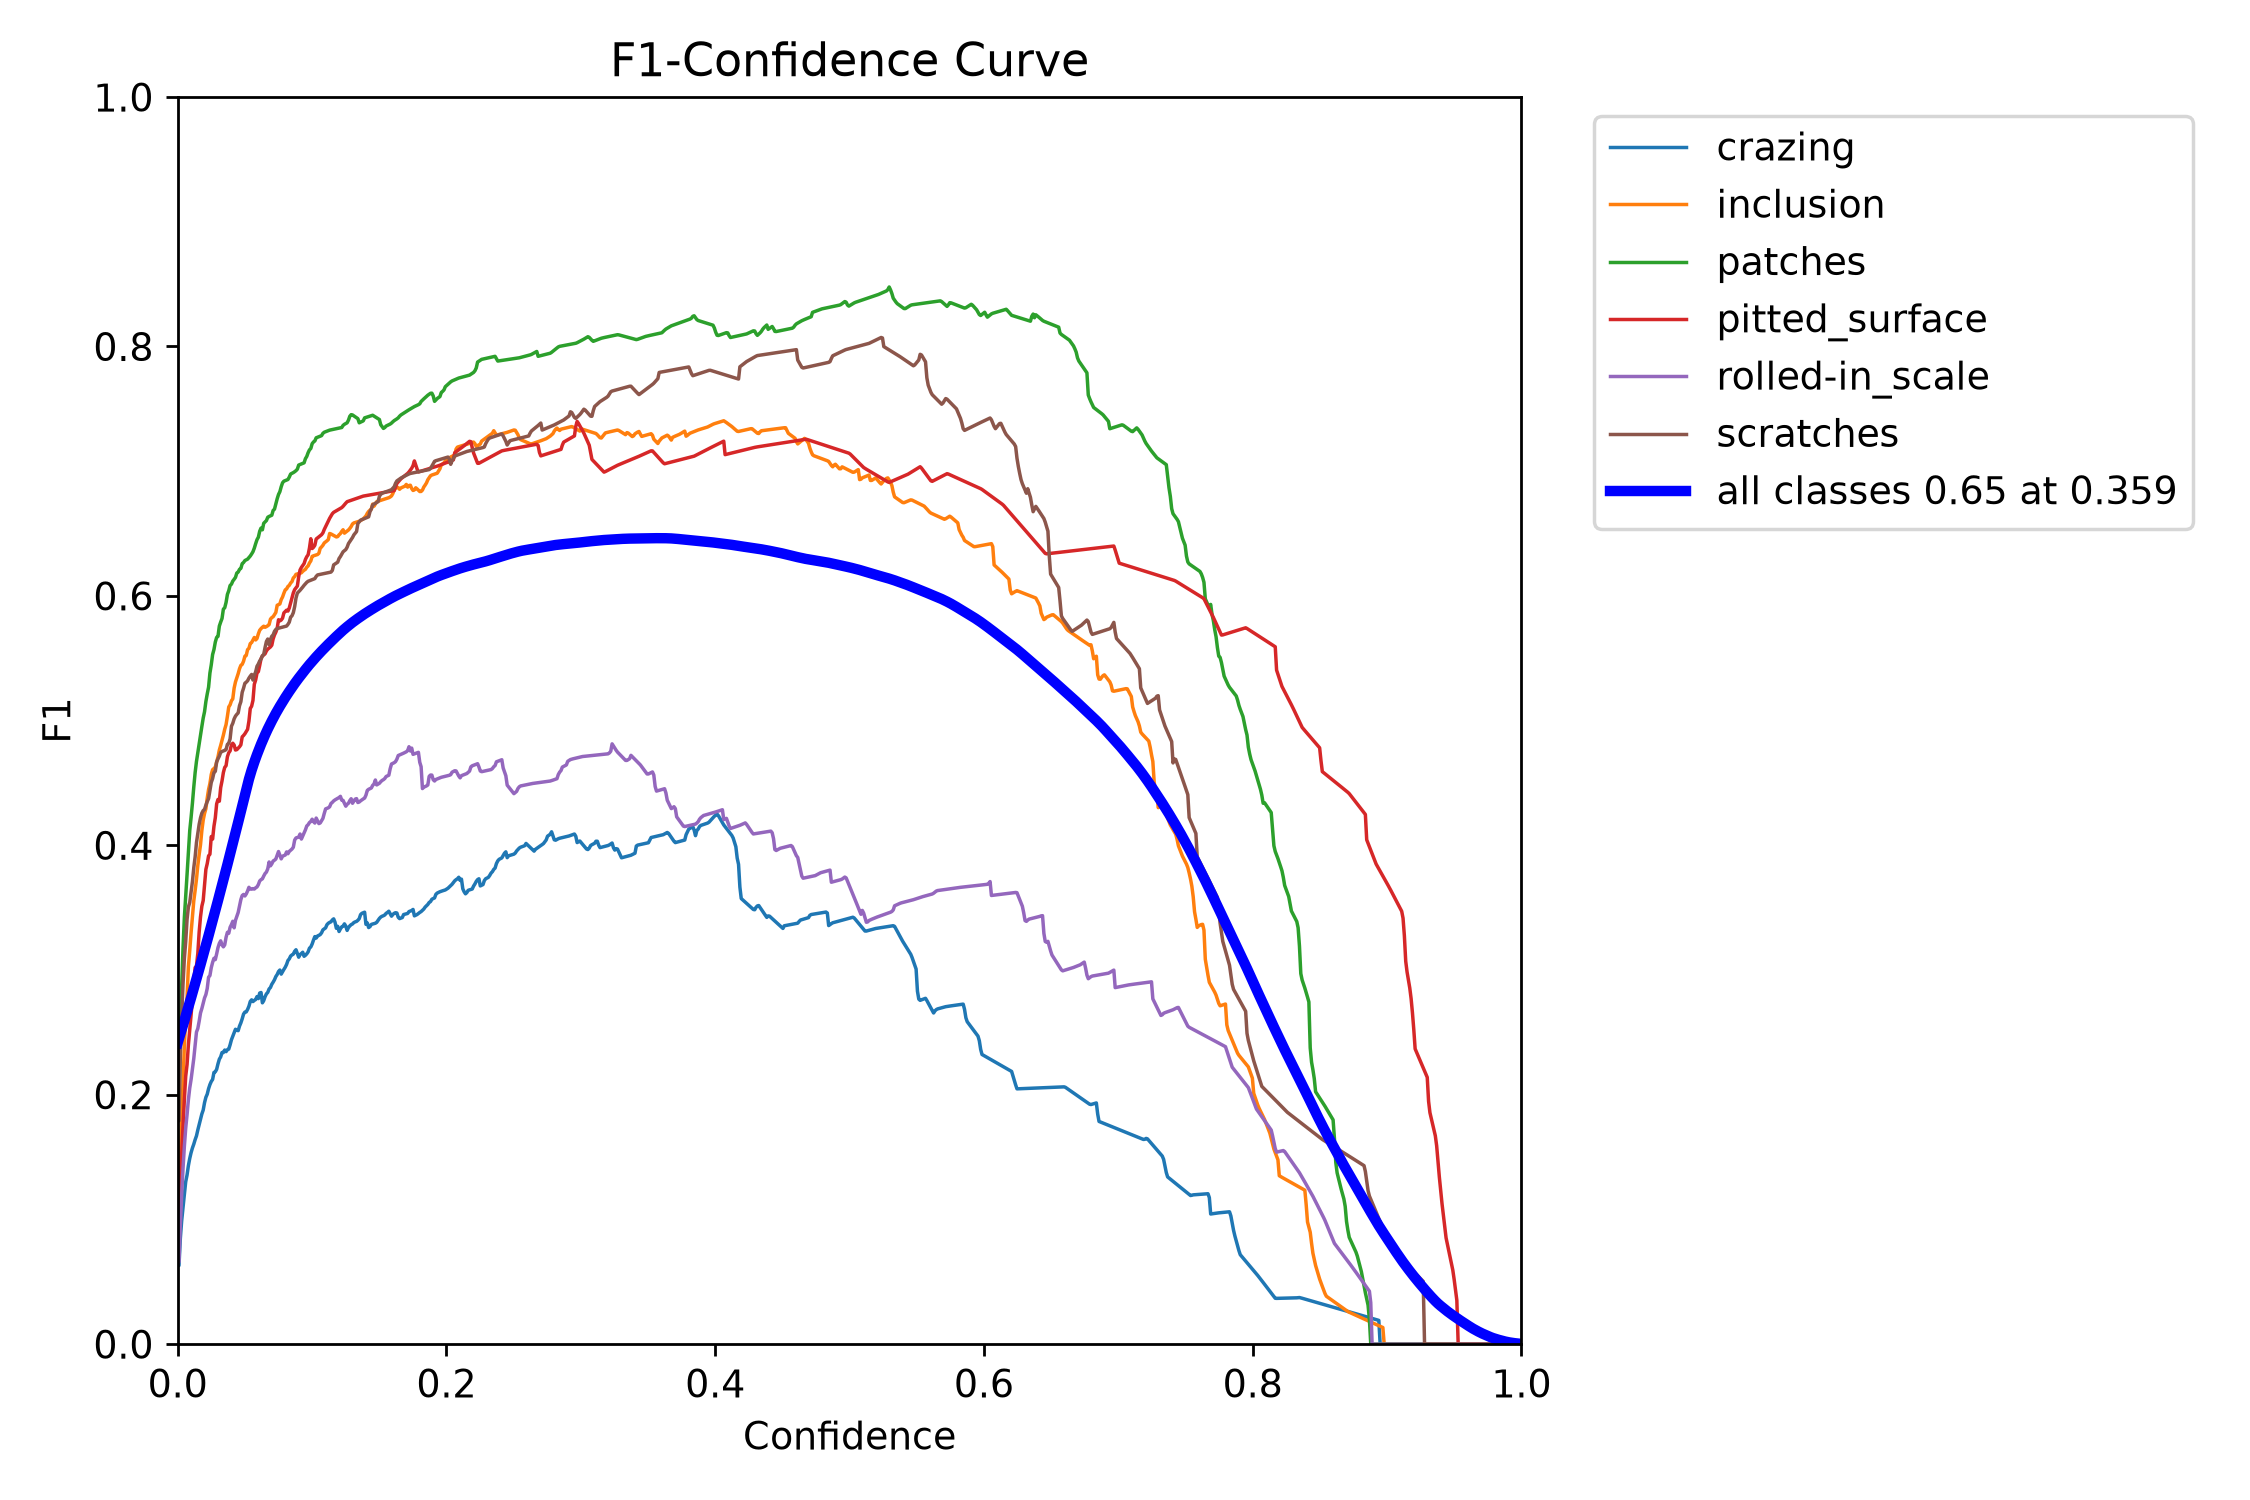 F1-Confidence Curve
1.0
0.8
0.6
0.4
0.2
0.0
F1
0.0 0.2 0.4 0.6 0.8 1.0
Confidence
crazing
inclusion
patches
pitted_surface
rolled-in_scale
scratches
all classes 0.65 at 0.359